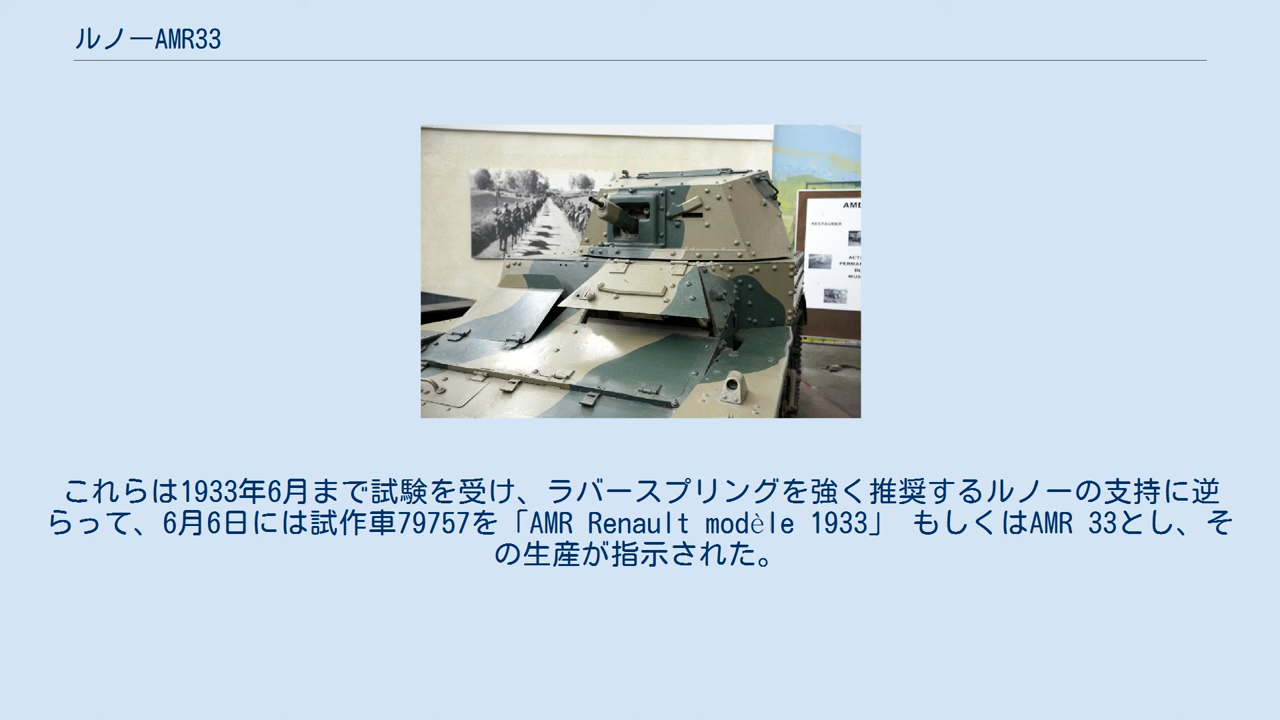 ルノーAMR33
AMD
RESTAURER
これらは1933年6月まで試験を受け、ラバースプリングを強く推奨するルノーの支持に逆
らって、6月6日には試作車79757を「AMR Renault modèle 1933」 もしくはAMR 33とし、そ
の生産が指示された。